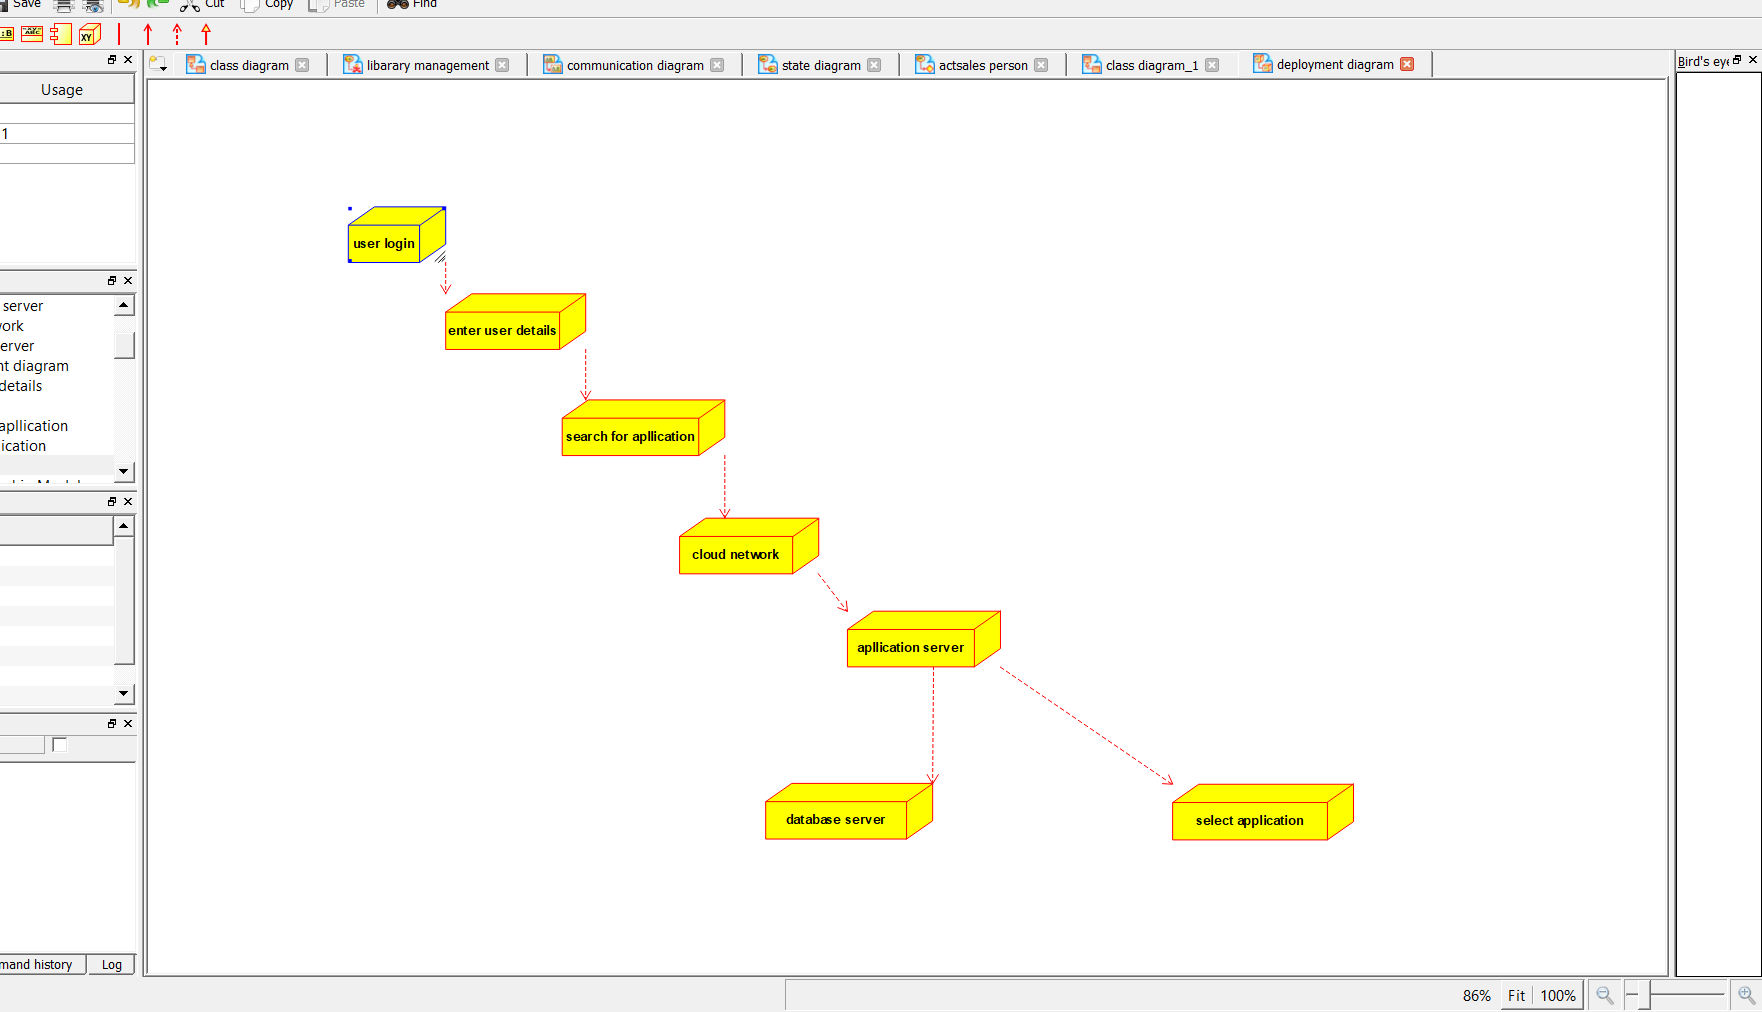 Save
Cut
Copy
Paste
Find
:B
ABC
XY
class diagram
libarary management
communication diagram
state diagram
actsales person
class diagram_1
deployment diagram
Bird's eye
Usage
1
server
ork
erver
nt diagram
details
apllication
ication
mand history
Log
user login
enter user details
search for apllication
cloud network
apllication server
database server
select application
86%
Fit
100%